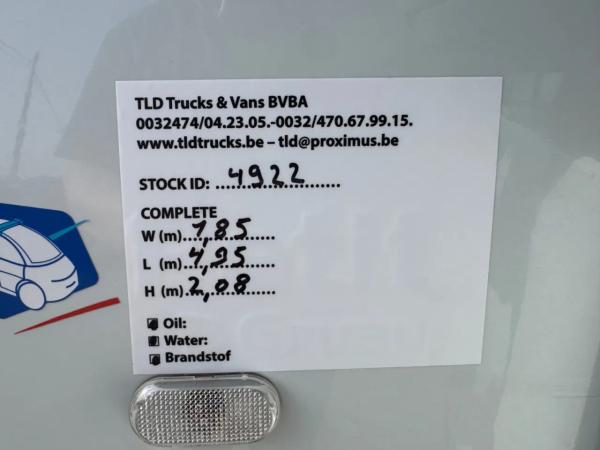 TLD Trucks & Vans BVBA
0032474/04.23.05.-0032/470.67.99.15.
www.tldtrucks.be – tld@proximus.be
STOCK ID: 4922
COMPLETE
W (m) 1,85
L (m) 4,95
H (m) 2,08
Oil:
Water:
Brandstof